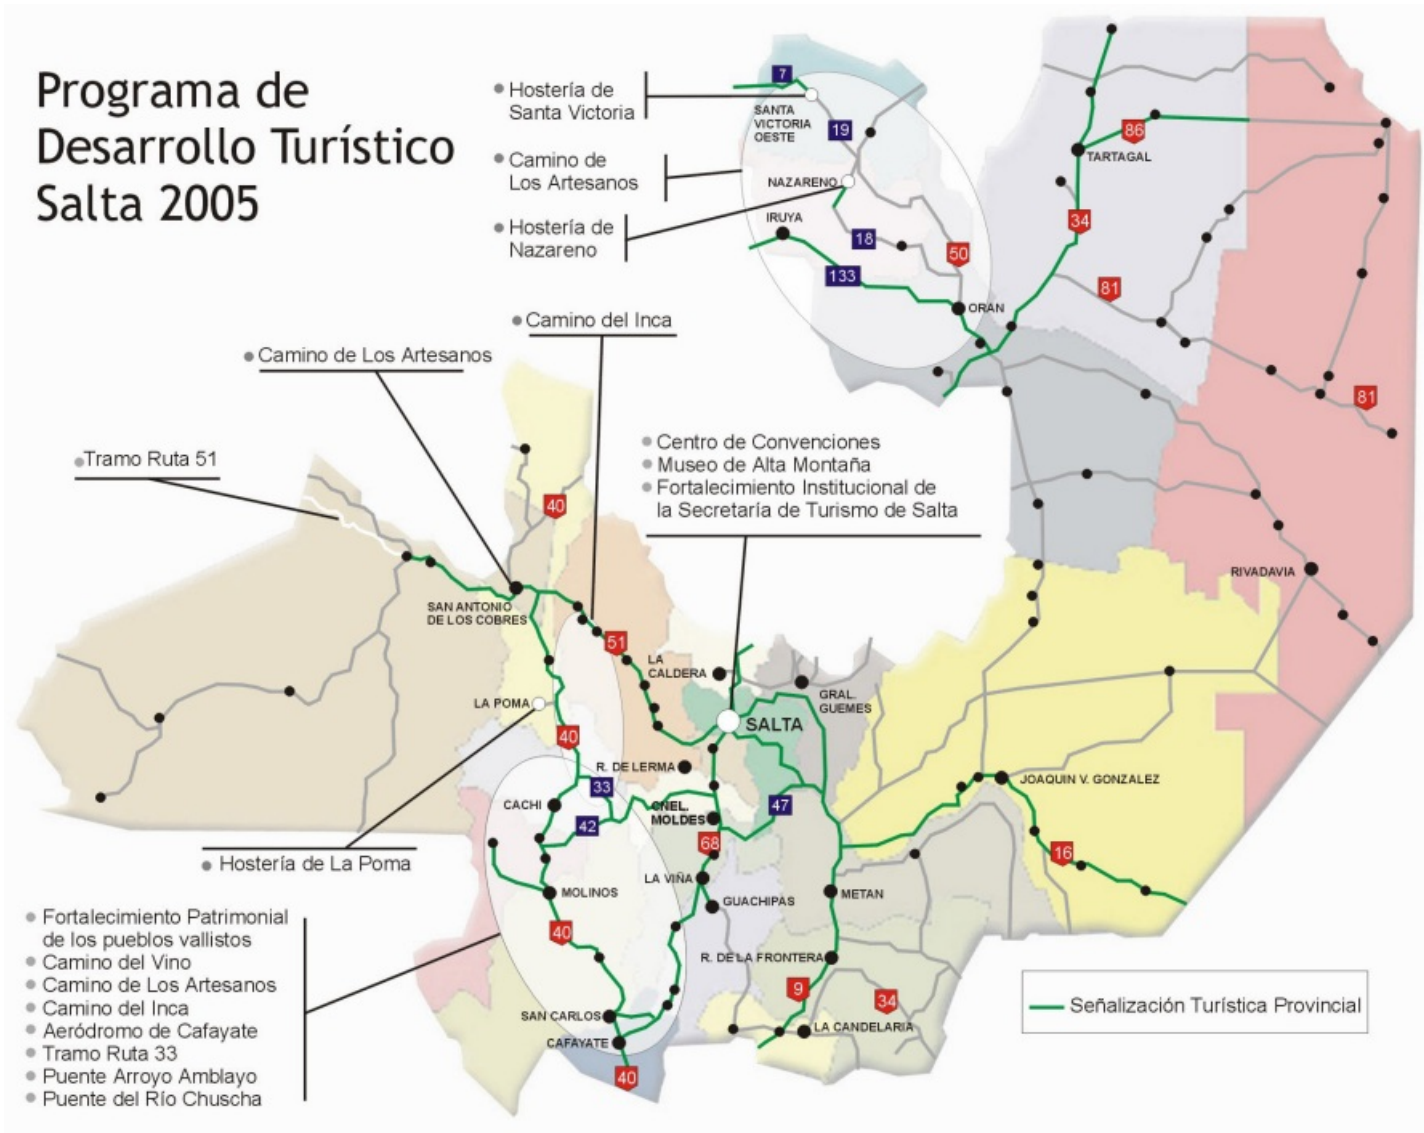 Programa de
Desarrollo Turístico
Salta 2005
Hostería de
Santa Victoria
Camino de
Los Artesanos
Hostería de
Nazareno
7
SANTA
VICTORIA
OESTE
19
NAZARENO
IRUYA
18
133
50
ORAN
86
TARTAGAL
34
81
81
Camino del Inca
Camino de Los Artesanos
Tramo Ruta 51
Centro de Convenciones
Museo de Alta Montaña
Fortalecimiento Institucional de
la Secretaría de Turismo de Salta
40
SAN ANTONIO
DE LOS COBRES
51
RIVADAVIA
LA
CALDERA
GRAL.
GUEMES
LA POMA
SALTA
40
R. DE LERMA
33
CACHI
42
CNEL.
MOLDES
47
JOAQUIN V. GONZALEZ
68
16
Hostería de La Poma
LA VIÑA
MOLINOS
GUACHIPAS
METAN
40
R. DE LA FRONTERA
9
34
SAN CARLOS
LA CANDELARIA
CAFAYATE
40
Fortalecimiento Patrimonial
de los pueblos vallistos
Camino del Vino
Camino de Los Artesanos
Camino del Inca
Aeródromo de Cafayate
Tramo Ruta 33
Puente Arroyo Amblayo
Puente del Río Chuscha
Señalización Turística Provincial